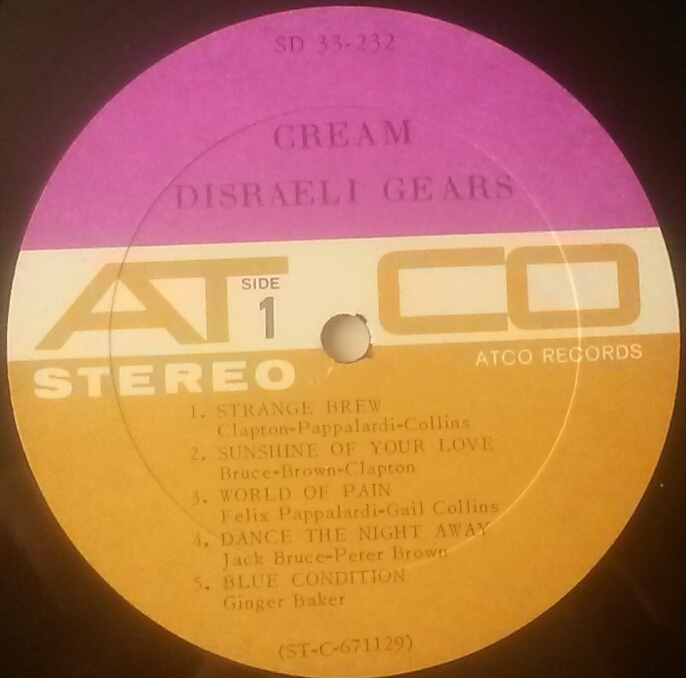 SD 33-232
CREAM
DISRAELI GEARS
ATCO
SIDE
1
ATCO RECORDS
STEREO
1. STRANGE BREW
Clapton-Pappalardi-Collins
2. SUNSHINE OF YOUR LOVE
Bruce-Brown-Clapton
3. WORLD OF PAIN
Felix Pappalardi-Gail Collins
4. DANCE THE NIGHT AWAY
Jack Bruce-Peter Brown
5. BLUE CONDITION
Ginger Baker
(ST-C-671129)